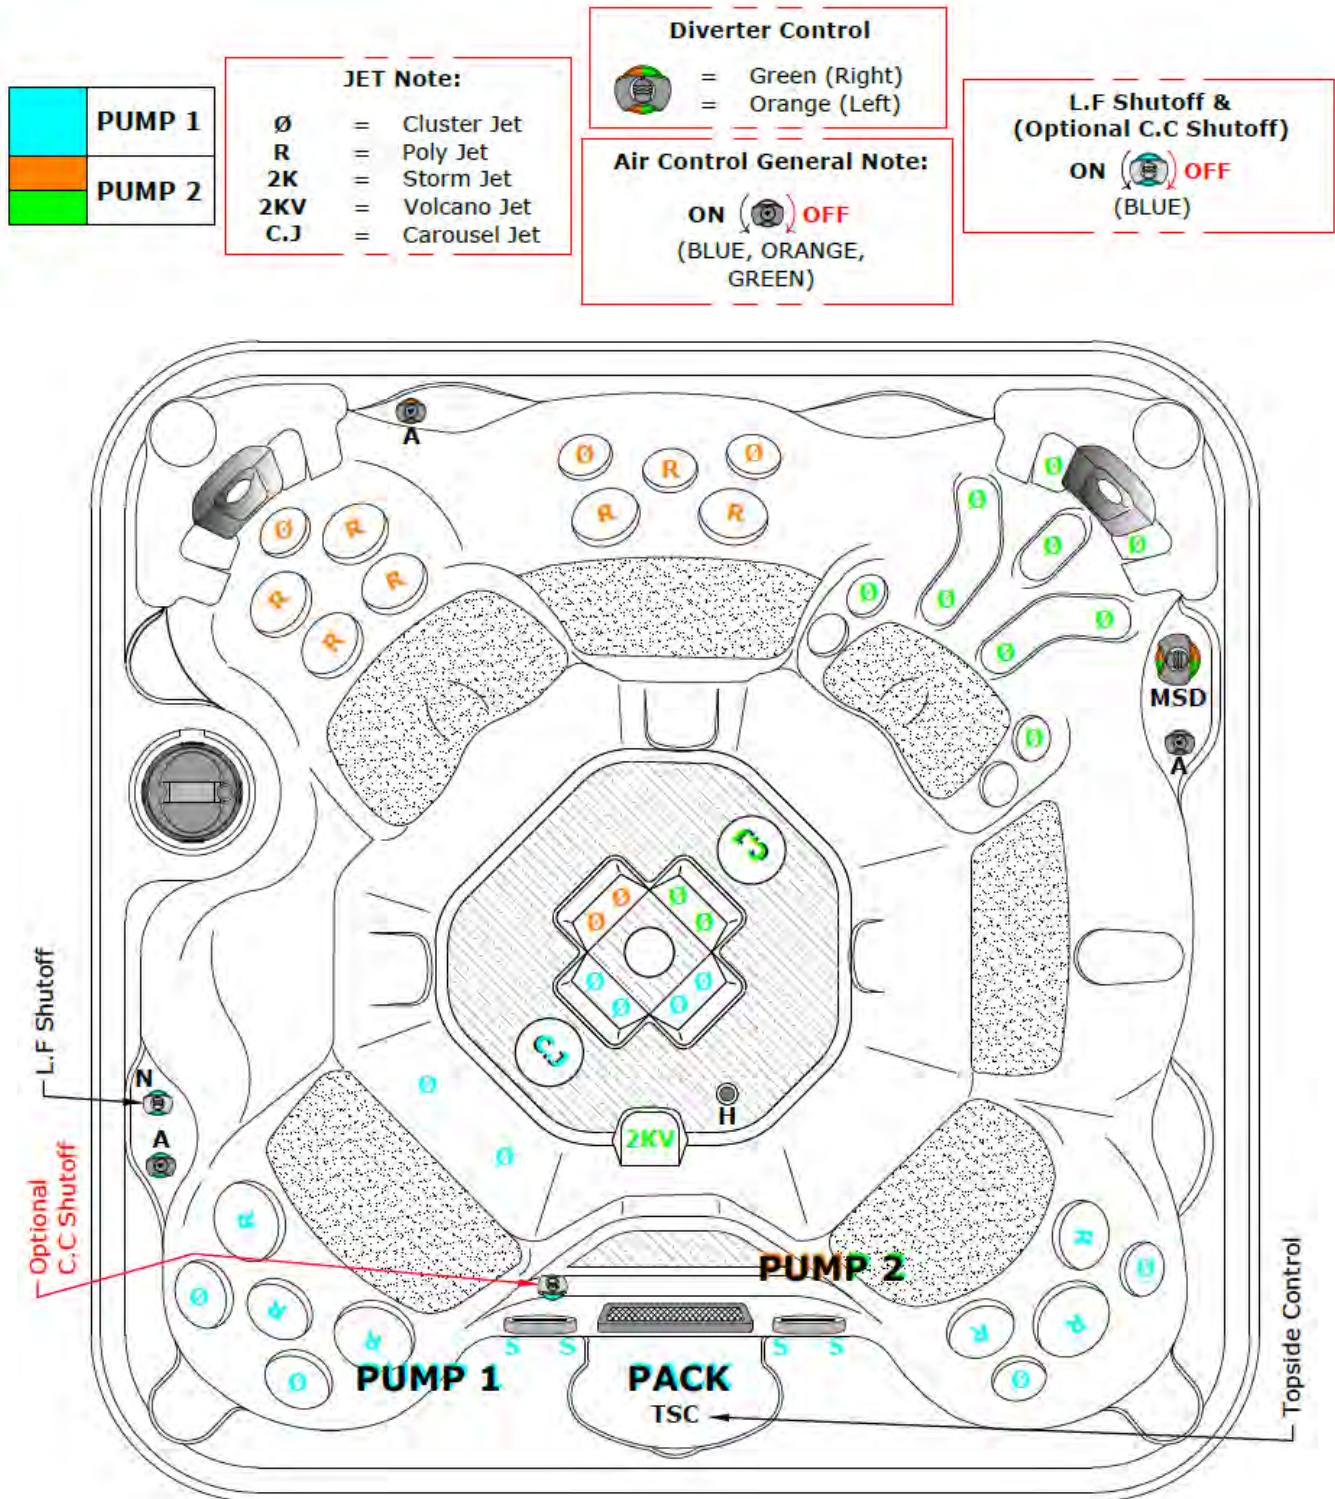 PUMP 1
PUMP 2
JET Note:
Ø = Cluster Jet
R = Poly Jet
2K = Storm Jet
2KV = Volcano Jet
C.J = Carousel Jet
Diverter Control
= Green (Right)
= Orange (Left)
Air Control General Note:
ON OFF
(BLUE, ORANGE,
GREEN)
L.F Shutoff &
(Optional C.C Shutoff)
ON OFF
(BLUE)
A
Ø R Ø
R R
Ø R
R R
R
Ø
Ø
Ø Ø
Ø
Ø Ø
Ø
Ø
MSD
A
Ø
C.J
Ø Ø
Ø Ø
Ø Ø
Ø Ø
C.J
L.F Shutoff
N
A
Ø
Ø
H
2KV
Optional
C.C Shutoff
R
Ø R R
Ø
PUMP 2
R
Ø
R R
Ø
S S S S
PUMP 1
PACK
TSC
Topside Control